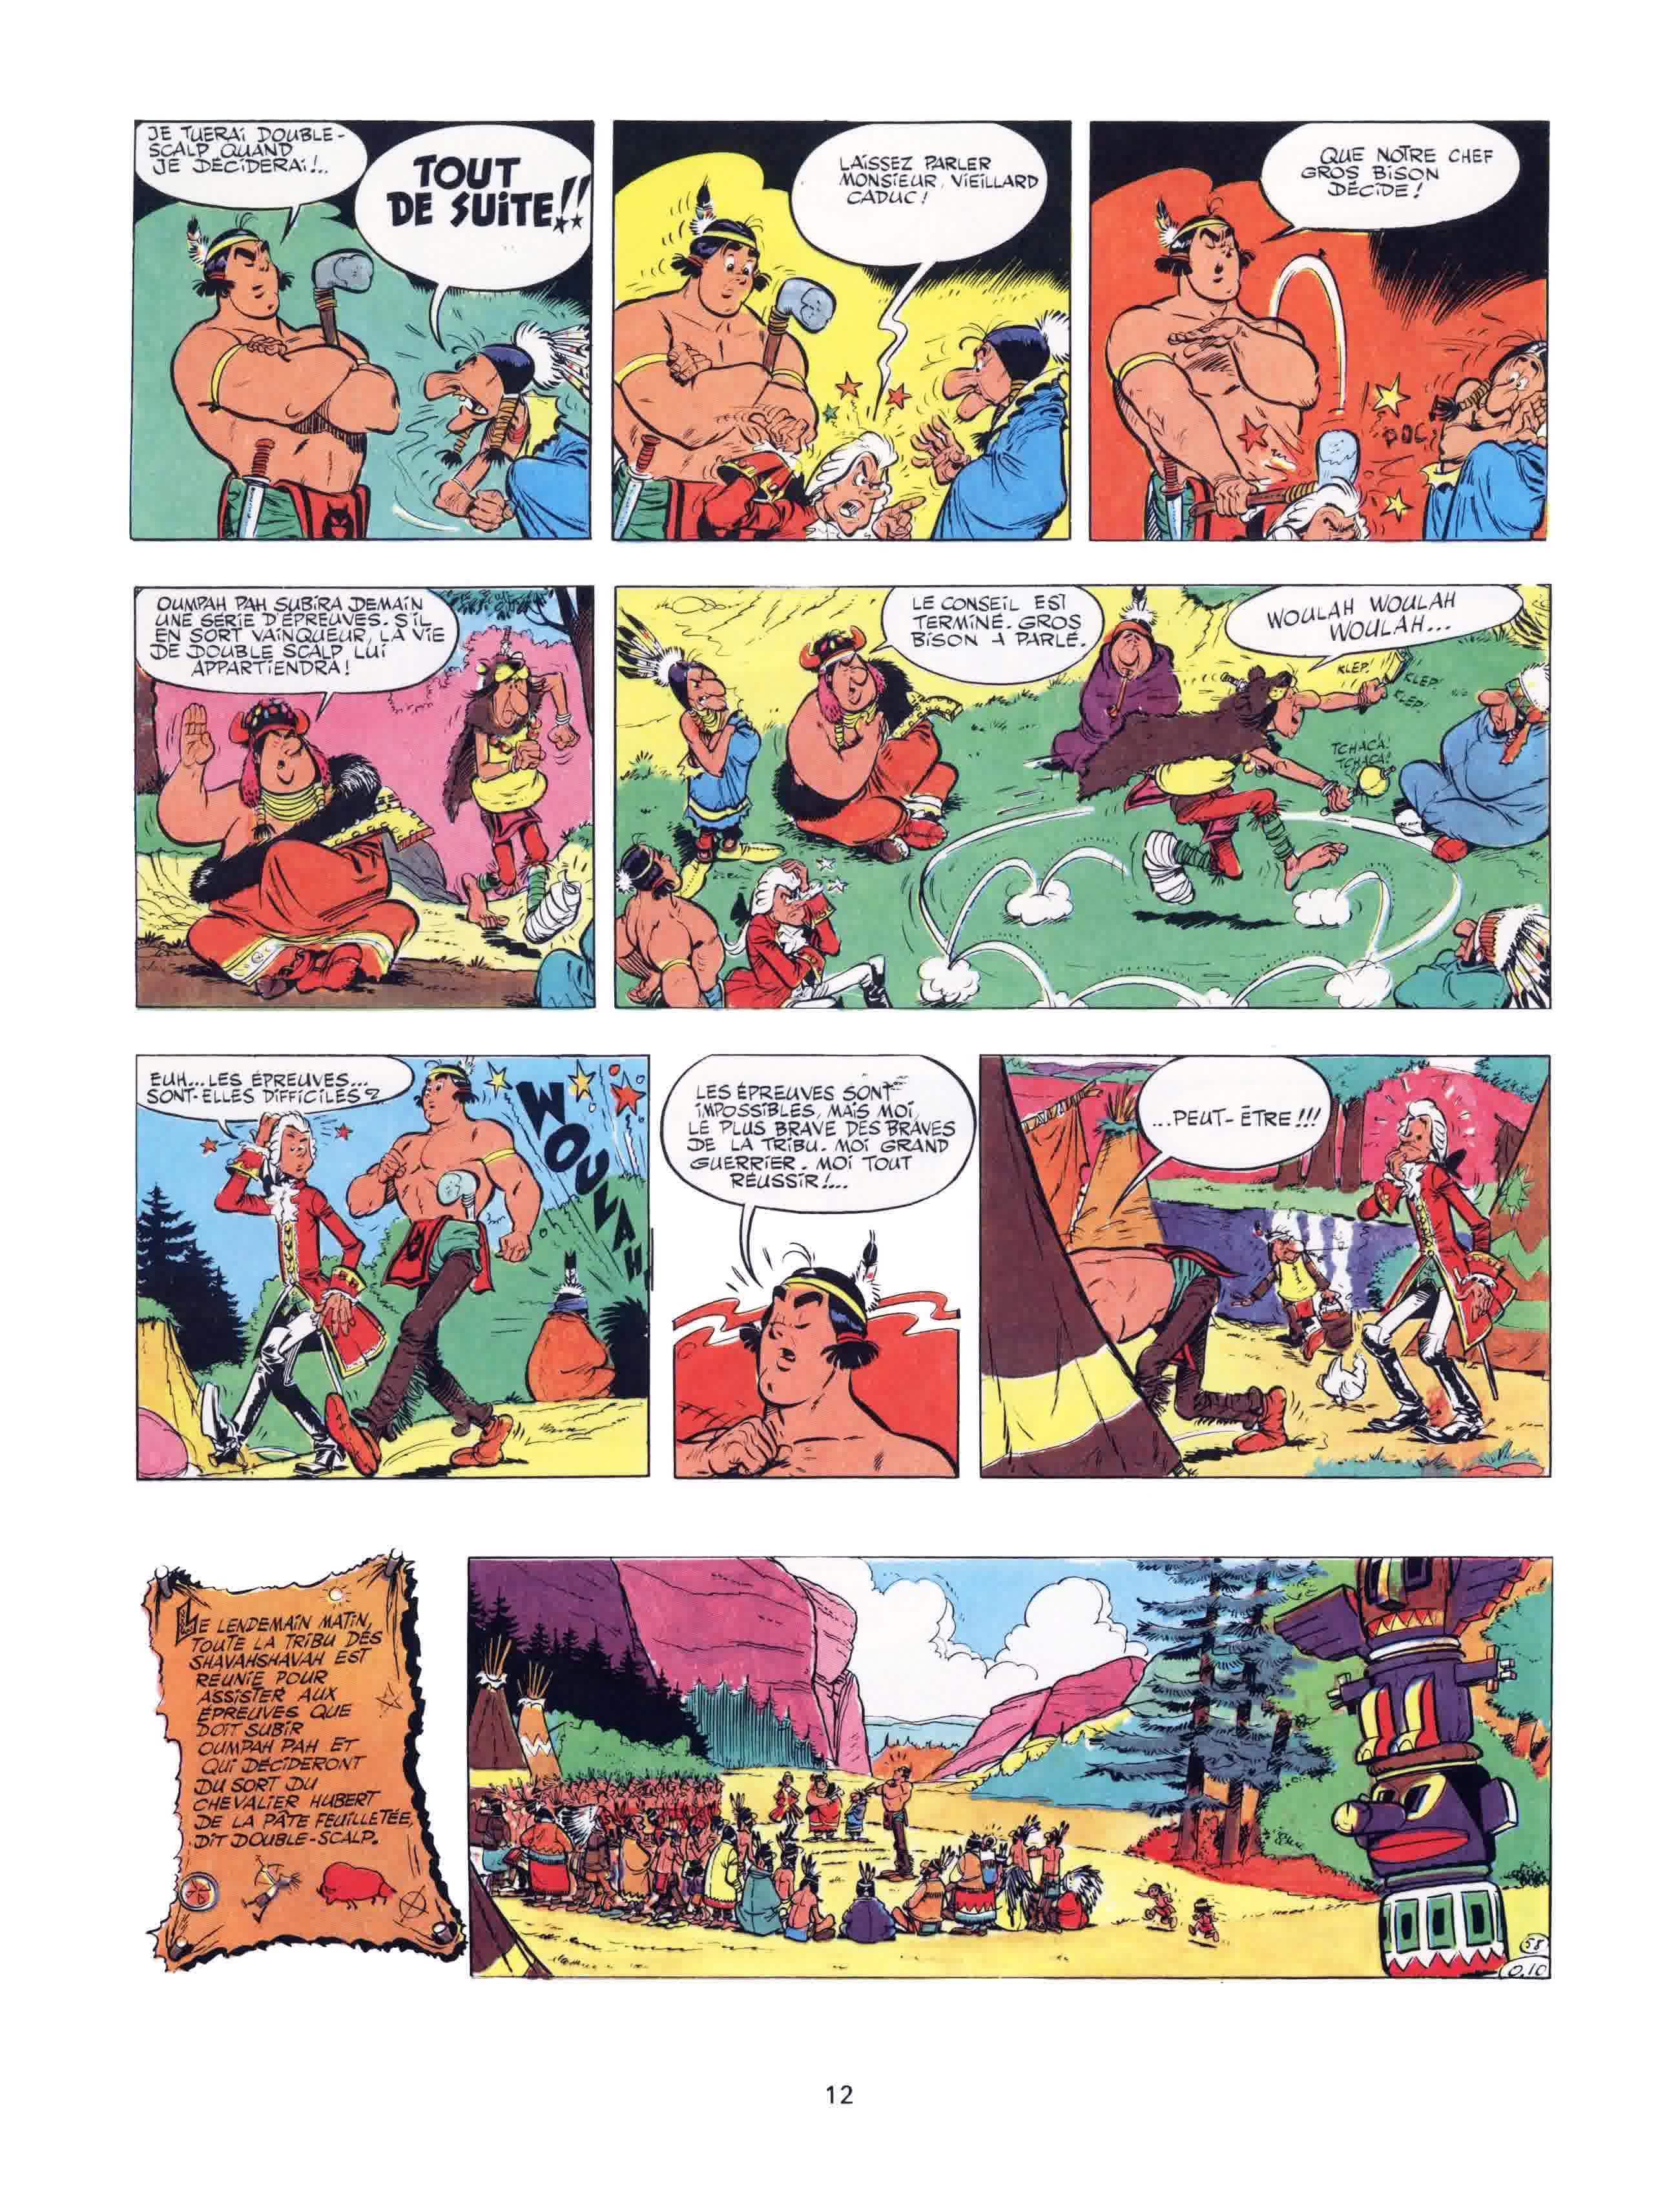 JE TUERAI DOUBLE-
SCALP QUAND
JE DÉCIDERAI!..
TOUT
DE SUITE!!
LAISSEZ PARLER
MONSIEUR, VIEILLARD
CADUC!
QUE NOTRE CHEF
GROS BISON
DÉCIDE!
POC!
OUMPAH PAH SUBIRA DEMAIN
UNE SÉRIE D'ÉPREUVES. S'IL
EN SORT VAINQUEUR, LA VIE
DE DOUBLE SCALP LUI
APPARTIENDRA!
LE CONSEIL EST
TERMINÉ. GROS
BISON A PARLÉ.
WOULAH WOULAH
WOULAH...
KLEP!
KLEP!
KLEP!
TCHACA!
TCHACA!
EUH...LES ÉPREUVES...
SONT-ELLES DIFFICILES?
WOULAH
LES ÉPREUVES SONT
IMPOSSIBLES, MAIS MOI,
LE PLUS BRAVE DES BRAVES
DE LA TRIBU. MOI GRAND
GUERRIER. MOI TOUT
RÉUSSIR!...
...PEUT-ÊTRE!!!
LE LENDEMAIN MATIN,
TOUTE LA TRIBU DES
SHAVAHSHAVAH EST
RÉUNIE POUR
ASSISTER AUX
ÉPREUVES QUE
DOIT SUBIR
OUMPAH PAH ET
QUI DÉCIDERONT
DU SORT DU
CHEVALIER HUBERT
DE LA PÂTE FEUILLETÉE,
DIT DOUBLE-SCALP.
58
O.10
12